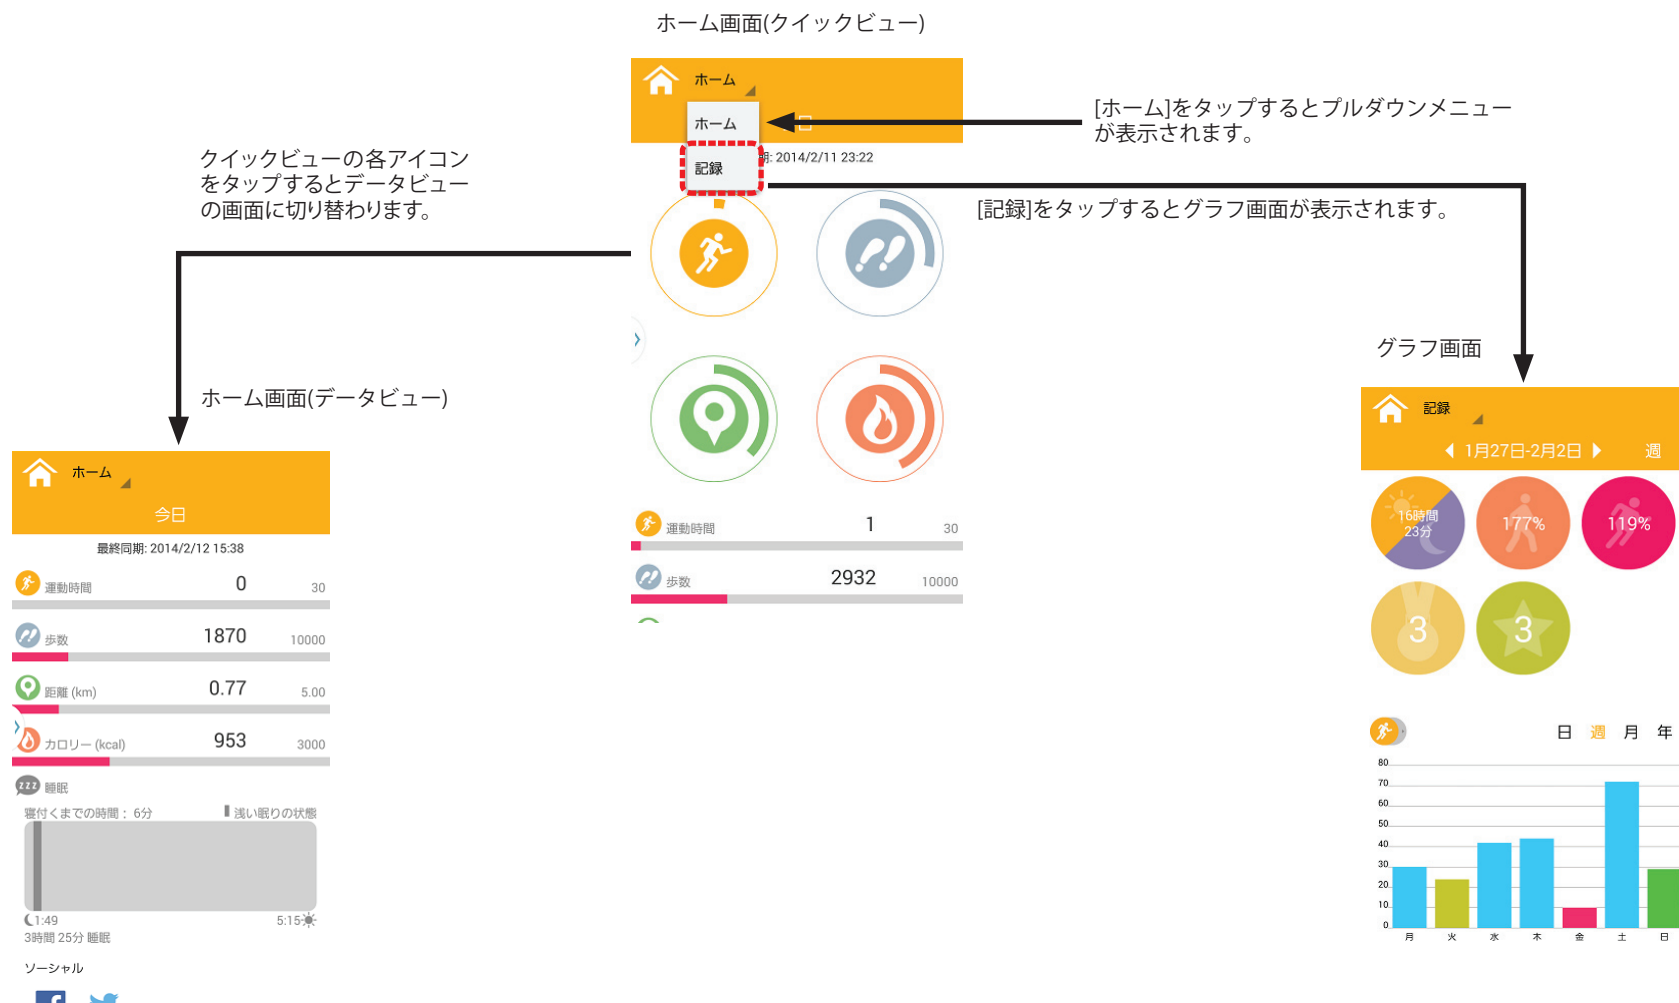 ホーム画面(クイックビュー)
ホーム
ホーム
記録
期: 2014/2/11 23:22
[ホーム]をタップするとプルダウンメニュー
が表示されます。
クイックビューの各アイコン
をタップするとデータビュー
の画面に切り替わります。
[記録]をタップするとグラフ画面が表示されます。
運動時間 1 30
歩数 2932 10000
ホーム画面(データビュー)
ホーム
今日
最終同期: 2014/2/12 15:38
運動時間 0 30
歩数 1870 10000
距離 (km) 0.77 5.00
カロリー (kcal) 953 3000
zzz 睡眠
寝付くまでの時間： 6分 浅い眠りの状態
1:49 5:15
3時間 25分 睡眠
ソーシャル
グラフ画面
記録
1月27日-2月2日 週
16時間
23分
177%
119%
3
3
日 週 月 年
80
70
60
50
40
30
20
10
0
月 火 水 木 金 土 日